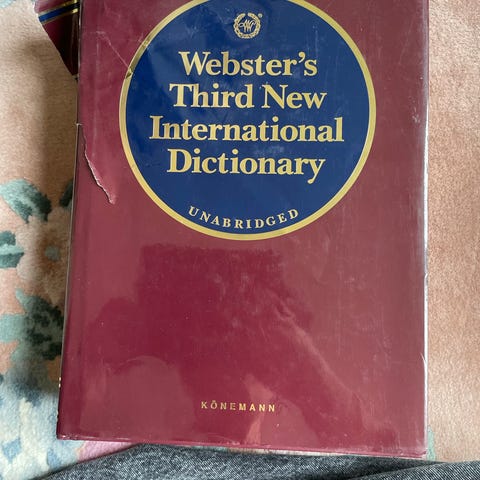 Webster's
Third New
International
Dictionary
UNABRIDGED
KÖNEMANN